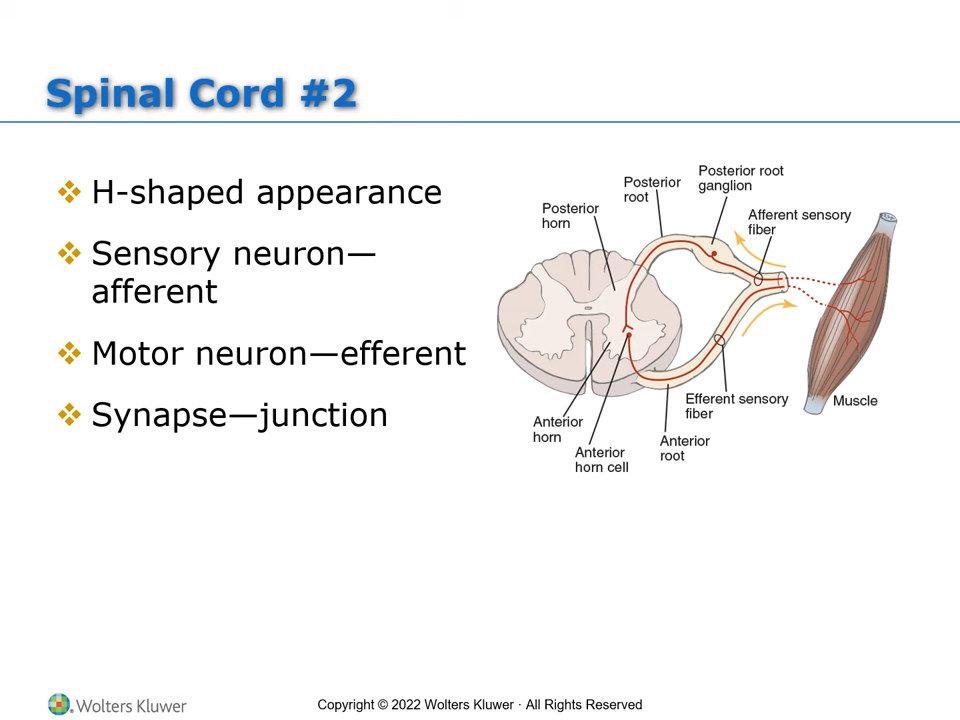 Spinal Cord #2
❖ H-shaped appearance
❖ Sensory neuron—
afferent
❖ Motor neuron—efferent
❖ Synapse—junction
Posterior
horn
Posterior
root
Posterior root
ganglion
Afferent sensory
fiber
Anterior
horn
Anterior
horn cell
Anterior
root
Efferent sensory
fiber
Muscle
Wolters Kluwer
Copyright © 2022 Wolters Kluwer · All Rights Reserved